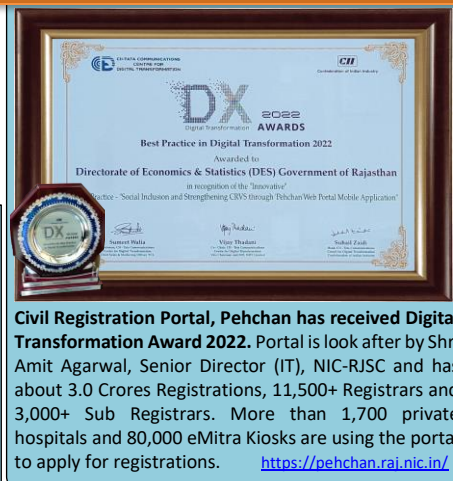 CII-TATA COMMUNICATIONS
CENTRE FOR
DIGITAL TRANSFORMATION
CII
Confederation of Indian Industry
DX 2022
Digital Transformation AWARDS
Best Practice in Digital Transformation 2022
Awarded to
Directorate of Economics & Statistics (DES) Government of Rajasthan
in recognition of the "Innovative"
Practice - "Social Inclusion and Strengthening CRVS through 'Pehchan Web Portal Mobile Application'
Sumeet Walia
Vijay Thadani
Suhail Zaidi
DX
Civil Registration Portal, Pehchan has received Digita
Transformation Award 2022. Portal is look after by Shr
Amit Agarwal, Senior Director (IT), NIC-RJSC and has
about 3.0 Crores Registrations, 11,500+ Registrars and
3,000+ Sub Registrars. More than 1,700 private
hospitals and 80,000 eMitra Kiosks are using the porta
to apply for registrations. https://pehchan.raj.nic.in/